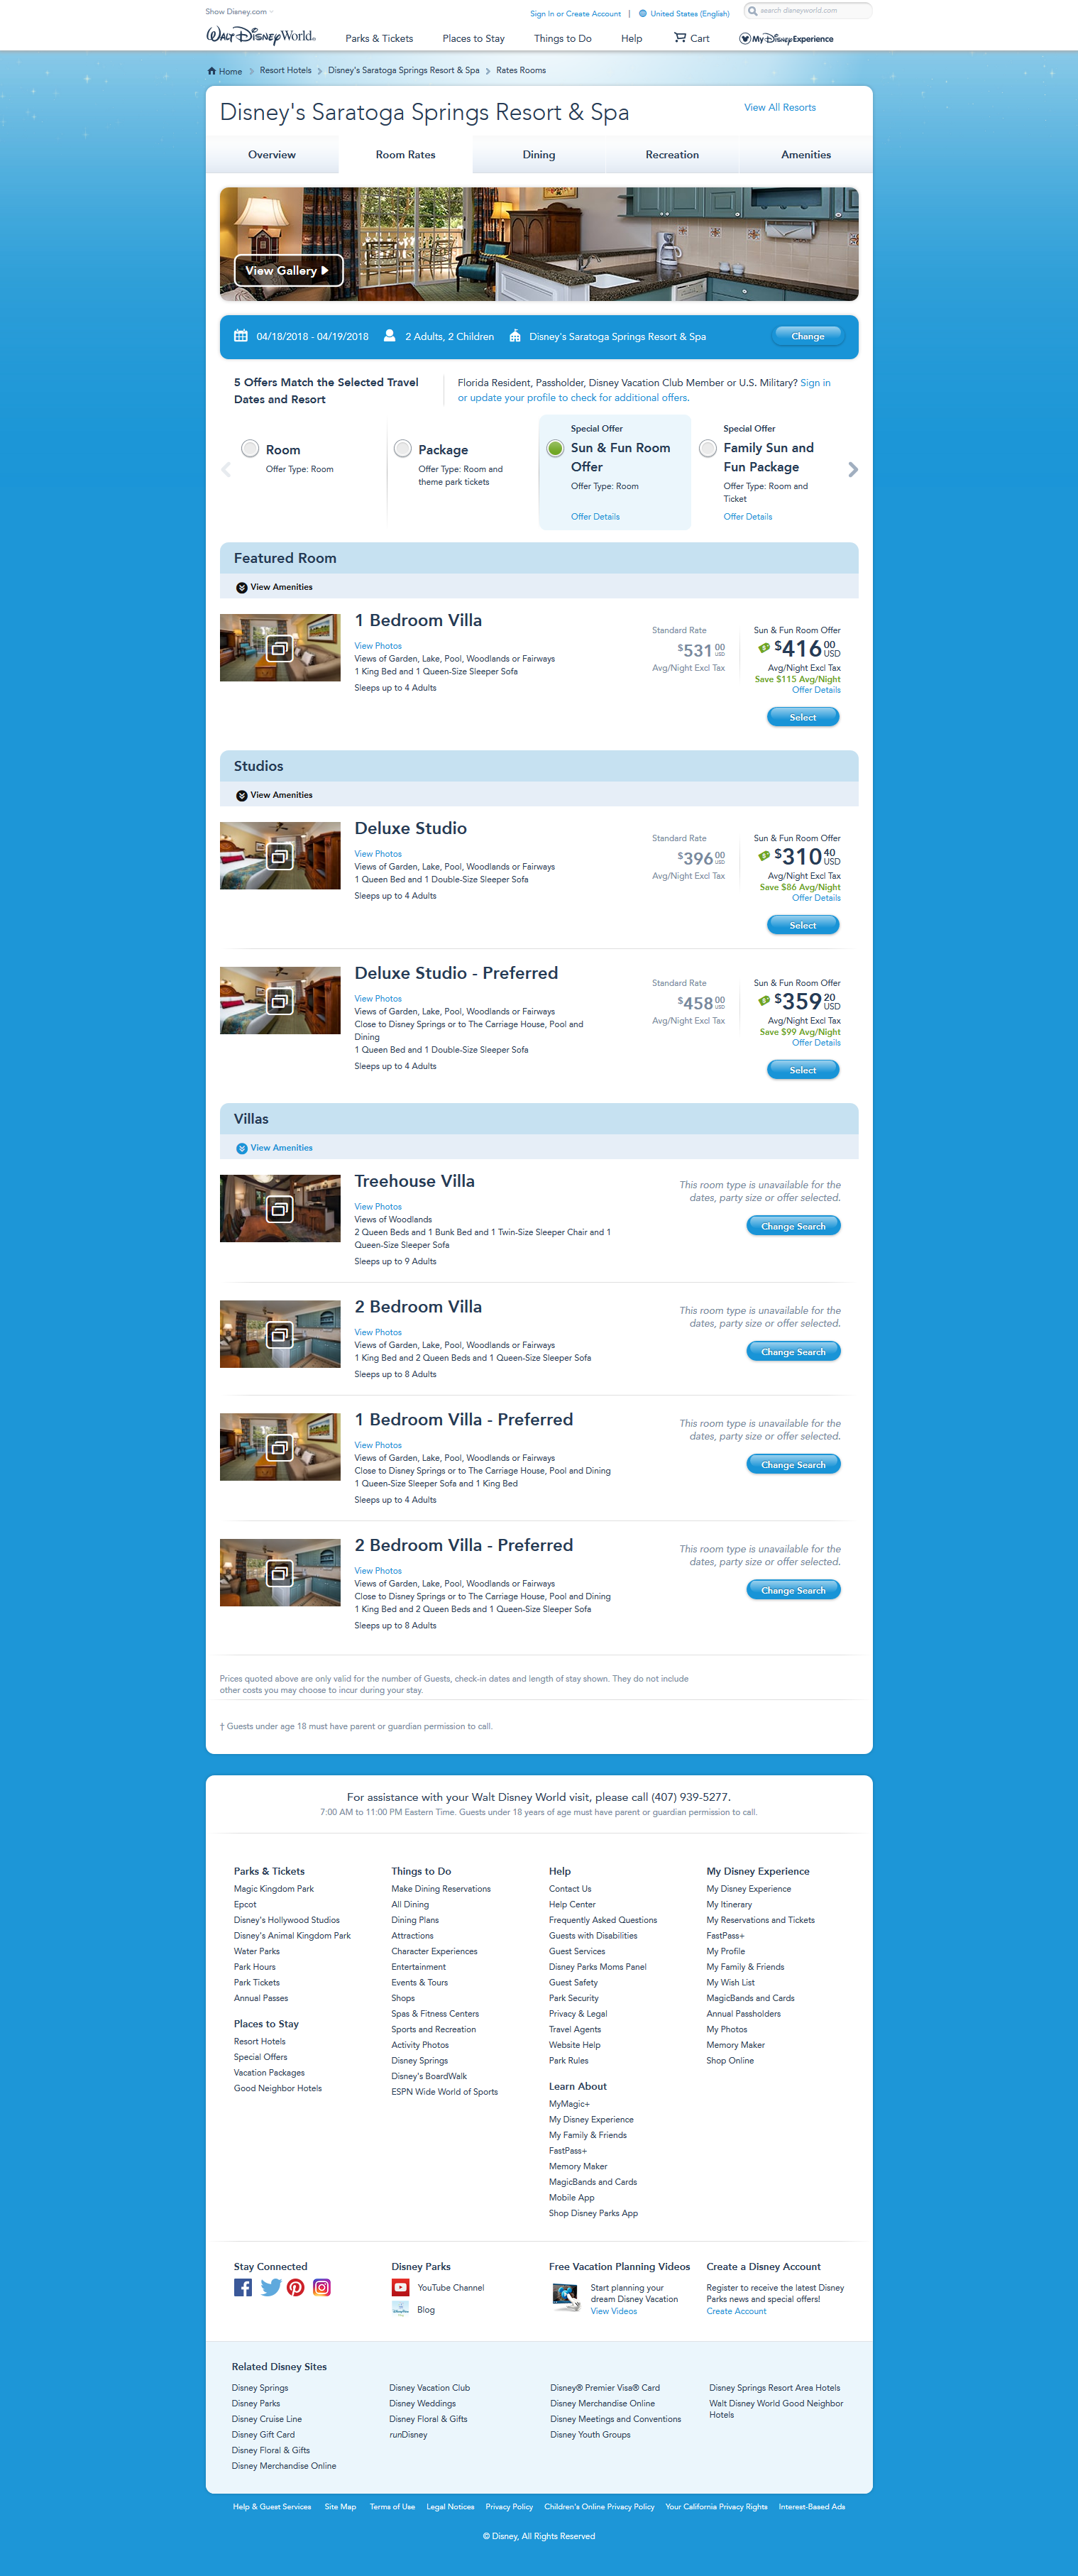 Show Disney.com
Sign In or Create Account | United States (English)
search disneyworld.com
Walt Disney World
Parks & Tickets
Places to Stay
Things to Do
Help
Cart
My Disney Experience
Home
Resort Hotels
Disney's Saratoga Springs Resort & Spa
Rates Rooms
Disney's Saratoga Springs Resort & Spa
View All Resorts
Overview
Room Rates
Dining
Recreation
Amenities
View Gallery
04/18/2018 - 04/19/2018
2 Adults, 2 Children
Disney's Saratoga Springs Resort & Spa
Change
5 Offers Match the Selected Travel
Dates and Resort
Florida Resident, Passholder, Disney Vacation Club Member or U.S. Military? Sign in
or update your profile to check for additional offers.
Room
Offer Type: Room
Package
Offer Type: Room and
theme park tickets
Special Offer
Sun & Fun Room
Offer
Offer Type: Room
Offer Details
Special Offer
Family Sun and
Fun Package
Offer Type: Room and
Ticket
Offer Details
Featured Room
View Amenities
1 Bedroom Villa
View Photos
Views of Garden, Lake, Pool, Woodlands or Fairways
1 King Bed and 1 Queen-Size Sleeper Sofa
Sleeps up to 4 Adults
Standard Rate
$531 00 USD
Avg/Night Excl Tax
Sun & Fun Room Offer
$416 00 USD
Avg/Night Excl Tax
Save $115 Avg/Night
Offer Details
Select
Studios
View Amenities
Deluxe Studio
View Photos
Views of Garden, Lake, Pool, Woodlands or Fairways
1 Queen Bed and 1 Double-Size Sleeper Sofa
Sleeps up to 4 Adults
Standard Rate
$396 00 USD
Avg/Night Excl Tax
Sun & Fun Room Offer
$310 40 USD
Avg/Night Excl Tax
Save $86 Avg/Night
Offer Details
Select
Deluxe Studio - Preferred
View Photos
Views of Garden, Lake, Pool, Woodlands or Fairways
Close to Disney Springs or to The Carriage House, Pool and
Dining
1 Queen Bed and 1 Double-Size Sleeper Sofa
Sleeps up to 4 Adults
Standard Rate
$458 00 USD
Avg/Night Excl Tax
Sun & Fun Room Offer
$359 20 USD
Avg/Night Excl Tax
Save $99 Avg/Night
Offer Details
Select
Villas
View Amenities
Treehouse Villa
View Photos
Views of Woodlands
2 Queen Beds and 1 Bunk Bed and 1 Twin-Size Sleeper Chair and 1
Queen-Size Sleeper Sofa
Sleeps up to 9 Adults
This room type is unavailable for the
dates, party size or offer selected.
Change Search
2 Bedroom Villa
View Photos
Views of Garden, Lake, Pool, Woodlands or Fairways
1 King Bed and 2 Queen Beds and 1 Queen-Size Sleeper Sofa
Sleeps up to 8 Adults
This room type is unavailable for the
dates, party size or offer selected.
Change Search
1 Bedroom Villa - Preferred
View Photos
Views of Garden, Lake, Pool, Woodlands or Fairways
Close to Disney Springs or to The Carriage House, Pool and Dining
1 Queen-Size Sleeper Sofa and 1 King Bed
Sleeps up to 4 Adults
This room type is unavailable for the
dates, party size or offer selected.
Change Search
2 Bedroom Villa - Preferred
View Photos
Views of Garden, Lake, Pool, Woodlands or Fairways
Close to Disney Springs or to The Carriage House, Pool and Dining
1 King Bed and 2 Queen Beds and 1 Queen-Size Sleeper Sofa
Sleeps up to 8 Adults
This room type is unavailable for the
dates, party size or offer selected.
Change Search
Prices quoted above are only valid for the number of Guests, check-in dates and length of stay shown. They do not include
other costs you may choose to incur during your stay.
† Guests under age 18 must have parent or guardian permission to call.
For assistance with your Walt Disney World visit, please call (407) 939-5277.
7:00 AM to 11:00 PM Eastern Time. Guests under 18 years of age must have parent or guardian permission to call.
Parks & Tickets
Magic Kingdom Park
Epcot
Disney's Hollywood Studios
Disney's Animal Kingdom Park
Water Parks
Park Hours
Park Tickets
Annual Passes
Places to Stay
Resort Hotels
Special Offers
Vacation Packages
Good Neighbor Hotels
Things to Do
Make Dining Reservations
All Dining
Dining Plans
Attractions
Character Experiences
Entertainment
Events & Tours
Shops
Spas & Fitness Centers
Sports and Recreation
Activity Photos
Disney Springs
Disney's BoardWalk
ESPN Wide World of Sports
Help
Contact Us
Help Center
Frequently Asked Questions
Guests with Disabilities
Guest Services
Disney Parks Moms Panel
Guest Safety
Park Security
Privacy & Legal
Travel Agents
Website Help
Park Rules
Learn About
MyMagic+
My Disney Experience
My Family & Friends
FastPass+
Memory Maker
MagicBands and Cards
Mobile App
Shop Disney Parks App
My Disney Experience
My Disney Experience
My Itinerary
My Reservations and Tickets
FastPass+
My Profile
My Family & Friends
My Wish List
MagicBands and Cards
Annual Passholders
My Photos
Memory Maker
Shop Online
Stay Connected
Disney Parks
YouTube Channel
Blog
Free Vacation Planning Videos
Start planning your
dream Disney Vacation
View Videos
Create a Disney Account
Register to receive the latest Disney
Parks news and special offers!
Create Account
Related Disney Sites
Disney Springs
Disney Parks
Disney Cruise Line
Disney Gift Card
Disney Floral & Gifts
Disney Merchandise Online
Disney Vacation Club
Disney Weddings
Disney Floral & Gifts
runDisney
Disney® Premier Visa® Card
Disney Merchandise Online
Disney Meetings and Conventions
Disney Youth Groups
Disney Springs Resort Area Hotels
Walt Disney World Good Neighbor
Hotels
Help & Guest Services
Site Map
Terms of Use
Legal Notices
Privacy Policy
Children's Online Privacy Policy
Your California Privacy Rights
Interest-Based Ads
© Disney, All Rights Reserved